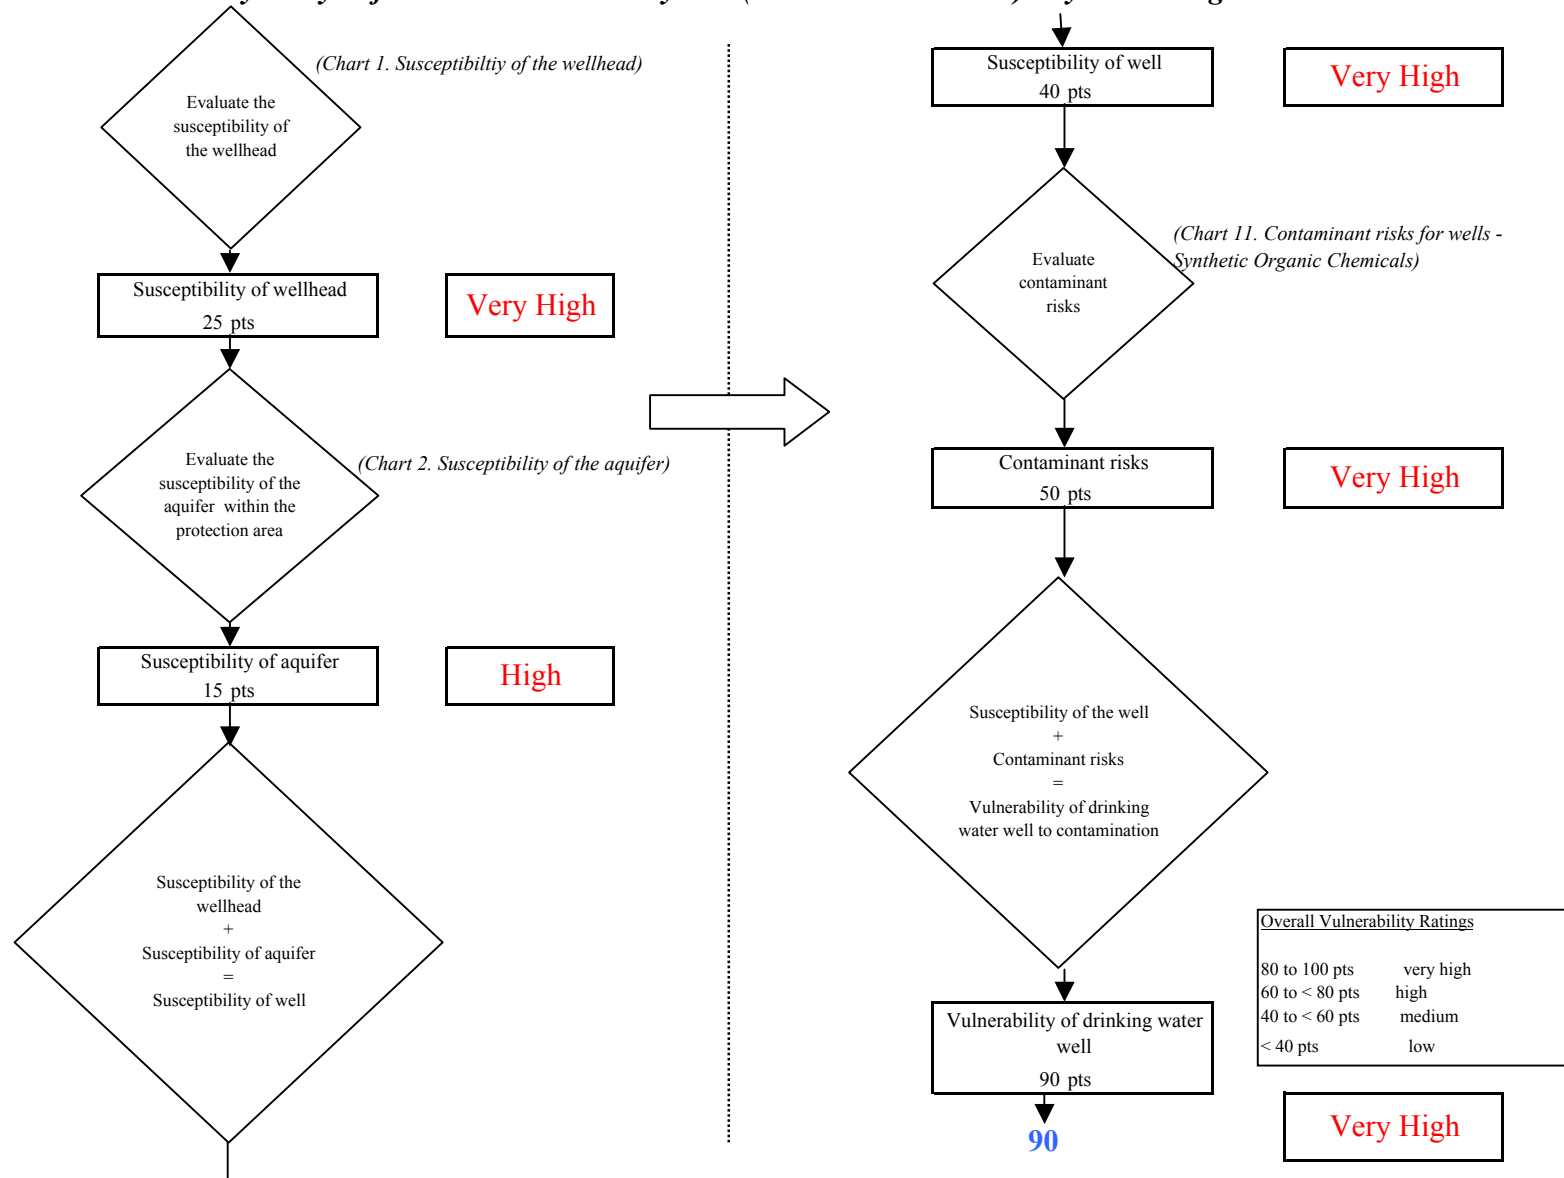 (Chart 1. Susceptibiltiy of the wellhead)
Evaluate the
susceptibility of
the wellhead
Susceptibility of wellhead
25 pts
Very High
Evaluate the
susceptibility of the
aquifer within the
protection area
(Chart 2. Susceptibility of the aquifer)
Susceptibility of aquifer
15 pts
High
Susceptibility of the
wellhead
+
Susceptibility of aquifer
=
Susceptibility of well
Susceptibility of well
40 pts
Very High
(Chart 11. Contaminant risks for wells -
Synthetic Organic Chemicals)
Evaluate
contaminant
risks
Contaminant risks
50 pts
Very High
Susceptibility of the well
+
Contaminant risks
=
Vulnerability of drinking
water well to contamination
Overall Vulnerability Ratings
80 to 100 pts very high
60 to < 80 pts high
40 to < 60 pts medium
< 40 pts low
Vulnerability of drinking water
well
90 pts
90
Very High